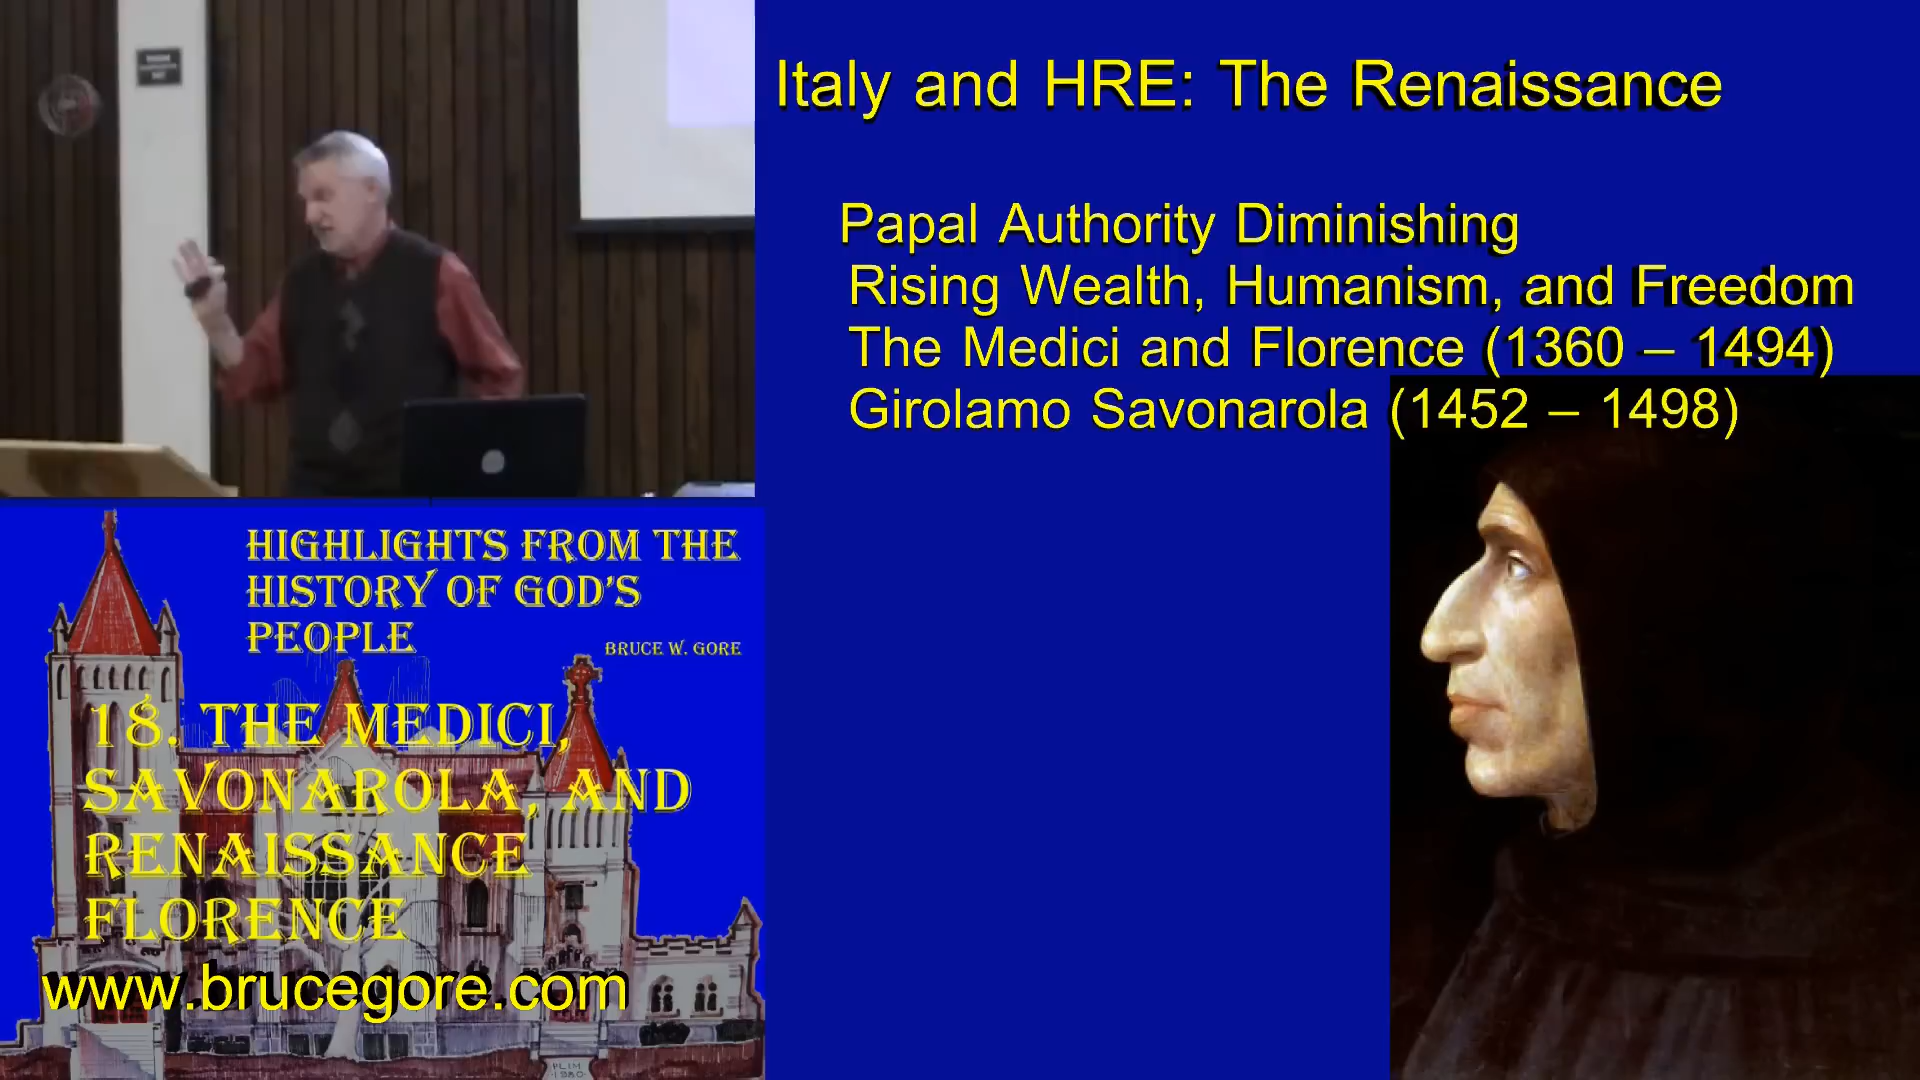 Italy and HRE: The Renaissance
Papal Authority Diminishing
Rising Wealth, Humanism, and Freedom
The Medici and Florence (1360 – 1494)
Girolamo Savonarola (1452 – 1498)
HIGHLIGHTS FROM THE
HISTORY OF GOD'S
PEOPLE
BRUCE W. GORE
18. THE MEDICI,
SAVONAROLA, AND
RENAISSANCE
FLORENCE
www.brucegore.com